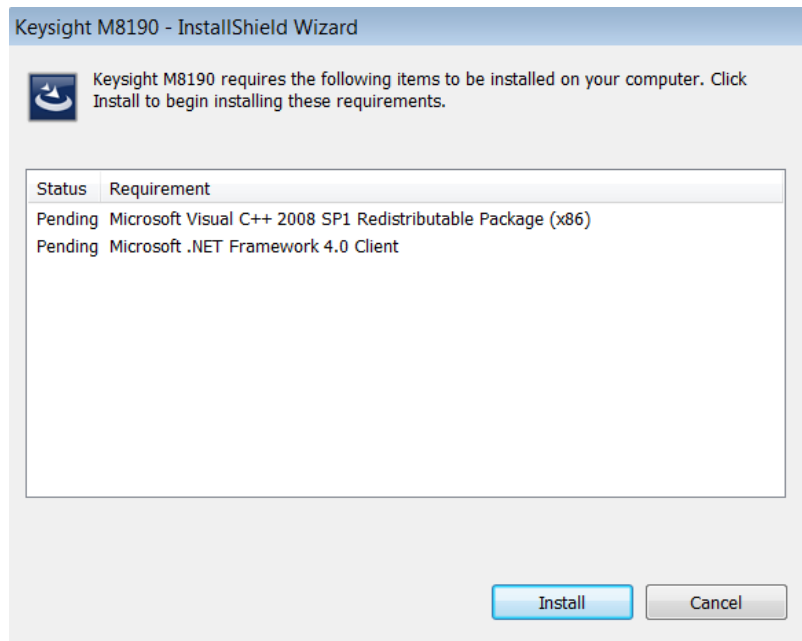 Keysight M8190 - InstallShield Wizard
Keysight M8190 requires the following items to be installed on your computer. Click
Install to begin installing these requirements.
Status Requirement
Pending Microsoft Visual C++ 2008 SP1 Redistributable Package (x86)
Pending Microsoft .NET Framework 4.0 Client
Install Cancel